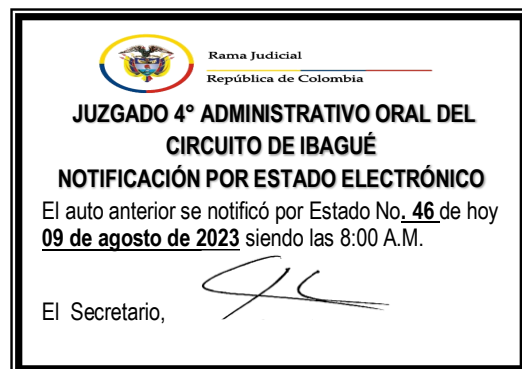 Rama Judicial
República de Colombia
JUZGADO 4° ADMINISTRATIVO ORAL DEL
CIRCUITO DE IBAGUÉ
NOTIFICACIÓN POR ESTADO ELECTRÓNICO
El auto anterior se notificó por Estado No. 46 de hoy
09 de agosto de 2023 siendo las 8:00 A.M.
El Secretario,